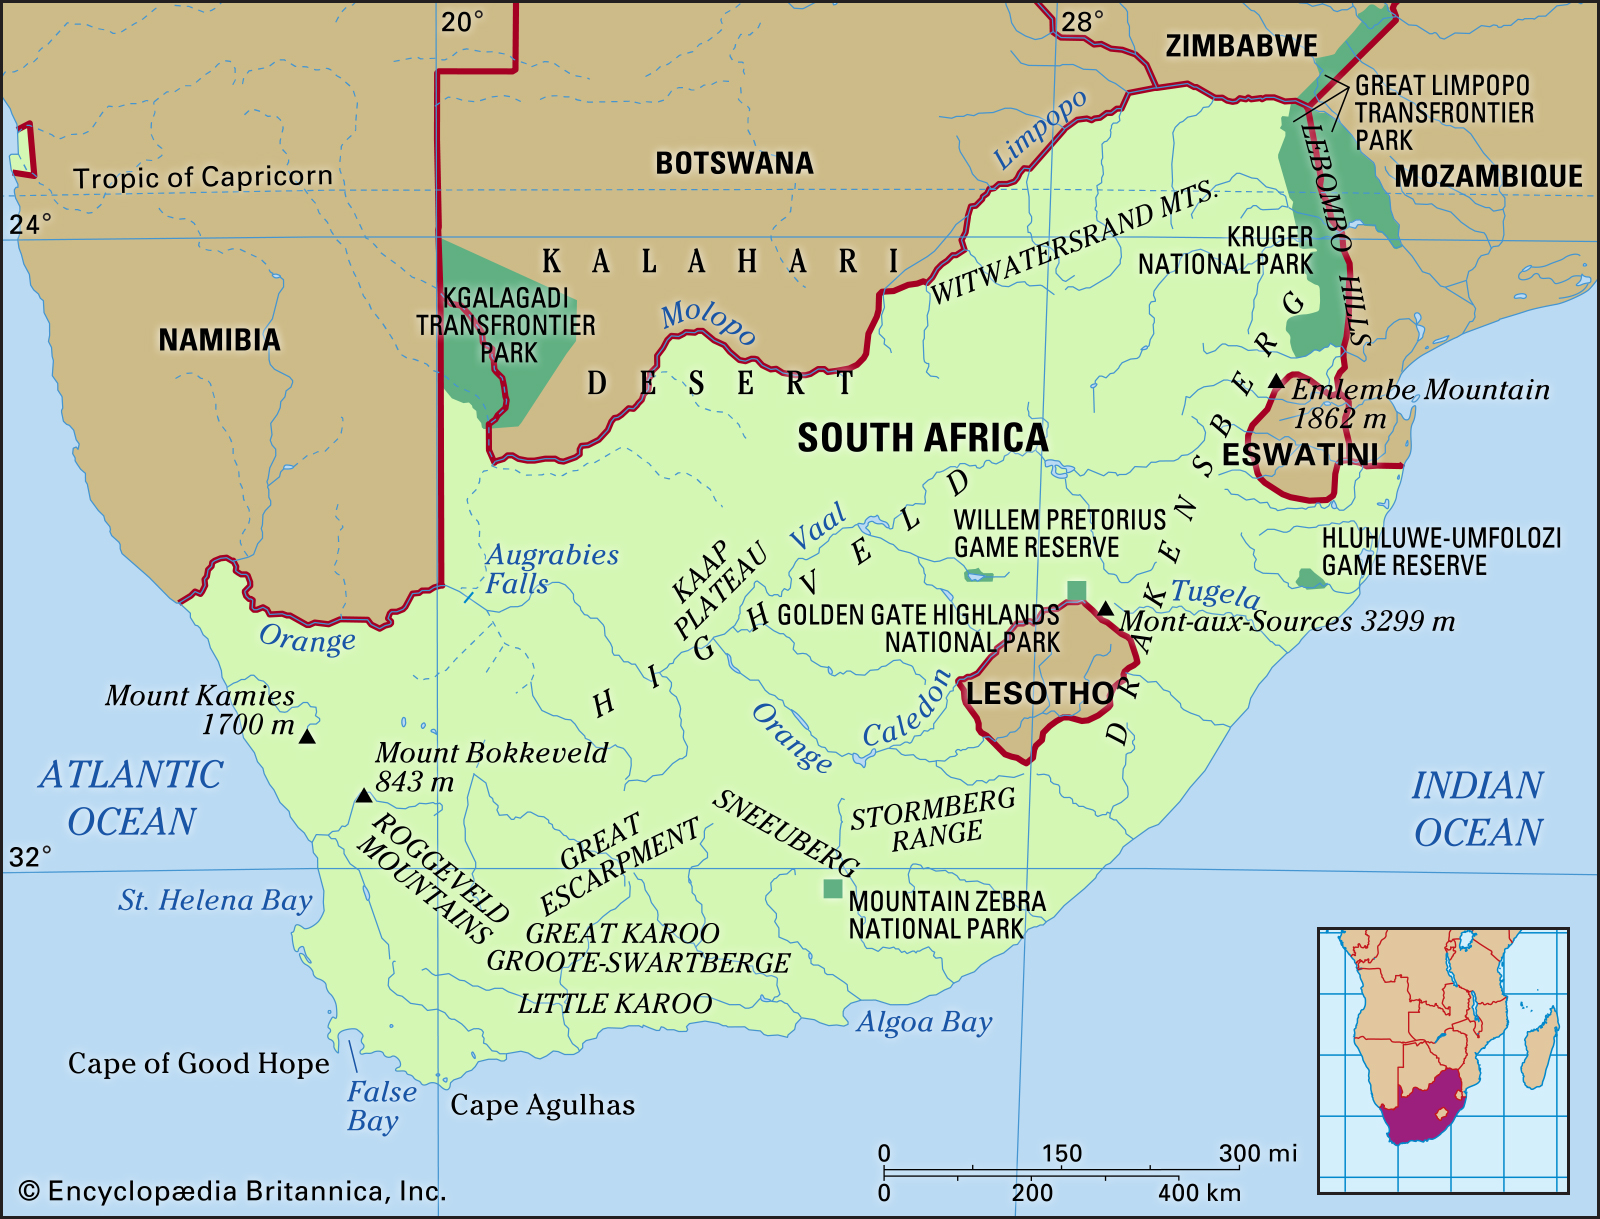 20°
28°
ZIMBABWE
GREAT LIMPOPO
TRANSFRONTIER
PARK
Limpopo
BOTSWANA
LEBOMBO HILLS
MOZAMBIQUE
Tropic of Capricorn
24°
WITWATERSRAND MTS.
KRUGER
NATIONAL PARK
KALAHARI
DESERT
KGALAGADI
TRANSFRONTIER
PARK
Molopo
NAMIBIA
DRAKENSBERG
Emlembe Mountain
1862 m
SOUTH AFRICA
ESWATINI
HIGHVELD
Vaal
WILLEM PRETORIUS
GAME RESERVE
HLUHLUWE-UMFOLOZI
GAME RESERVE
Augrabies
Falls
KAAP
PLATEAU
Tugela
GOLDEN GATE HIGHLANDS
NATIONAL PARK
Mont-aux-Sources 3299 m
Orange
LESOTHO
Mount Kamies
1700 m
Caledon
Orange
Mount Bokkeveld
843 m
ATLANTIC
OCEAN
INDIAN
OCEAN
SNEEUBERG
STORMBERG
RANGE
ROGGEVELD
MOUNTAINS
GREAT
ESCARPMENT
32°
St. Helena Bay
MOUNTAIN ZEBRA
NATIONAL PARK
GREAT KAROO
GROOTE-SWARTBERGE
LITTLE KAROO
Algoa Bay
Cape of Good Hope
False
Bay
Cape Agulhas
0 150 300 mi
0 200 400 km
© Encyclopædia Britannica, Inc.